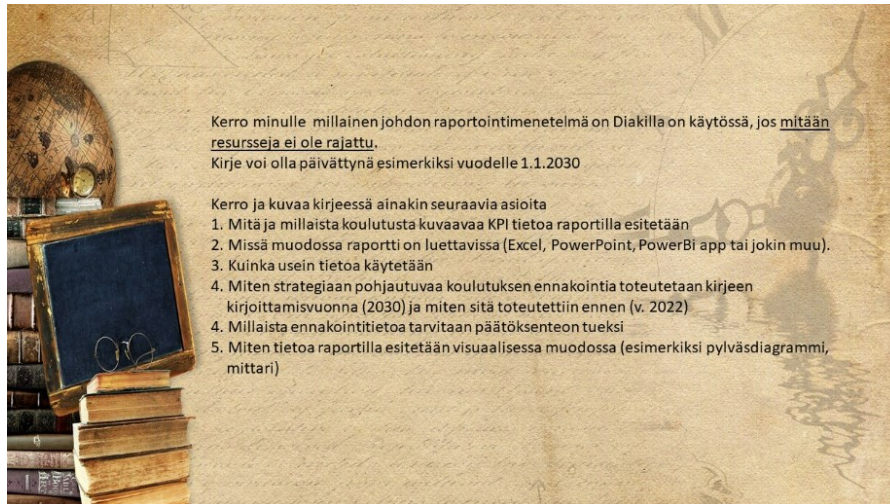 Kerro minulle millainen johdon raportointimenetelmä on Diakilla on käytössä, jos mitään
resursseja ei ole rajattu.
Kirje voi olla päivättynä esimerkiksi vuodelle 1.1.2030
Kerro ja kuvaa kirjeessä ainakin seuraavia asioita
1. Mitä ja millaista koulutusta kuvaavaa KPI tietoa raportilla esitetään
2. Missä muodossa raportti on luettavissa (Excel, PowerPoint, PowerBi app tai jokin muu).
3. Kuinka usein tietoa käytetään
4. Miten strategiaan pohjautuvaa koulutuksen ennakointia toteutetaan kirjeen
kirjoittamisvuonna (2030) ja miten sitä toteutettiin ennen (v. 2022)
4. Millaista ennakointitietoa tarvitaan päätöksenteon tueksi
5. Miten tietoa raportilla esitetään visuaalisessa muodossa (esimerkiksi pylväsdiagrammi,
mittari)